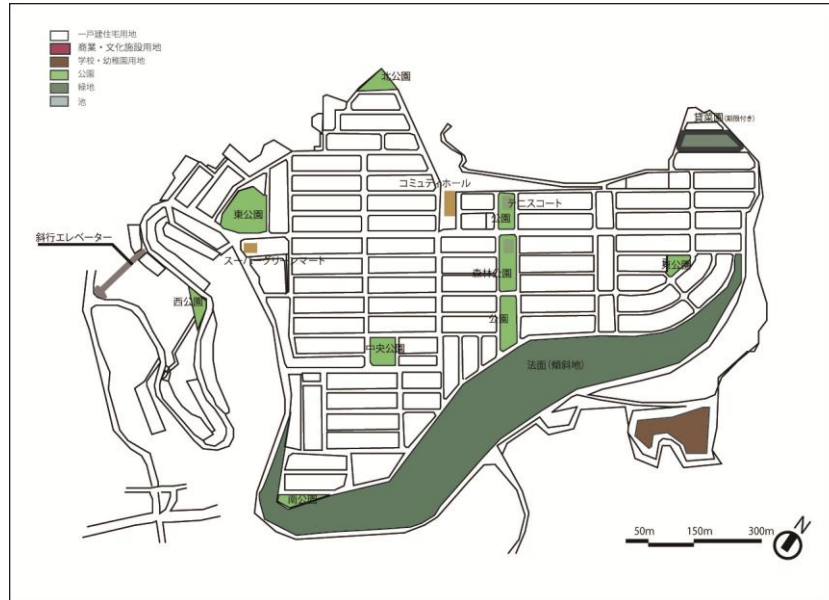 一戸建住宅用地
商業・文化施設用地
学校・幼稚園用地
公園
緑地
池
北公園
貸菜園(期限付き)
コミュティホール
東公園
テニスコート
公園
斜行エレベーター
スーパーグリーンマート
森林公園
東公園
西公園
公園
中央公園
法面(傾斜地)
南公園
50m 150m 300m
N